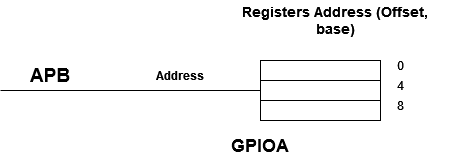 Registers Address (Offset,
base)
APB
Address
0
4
8
GPIOA